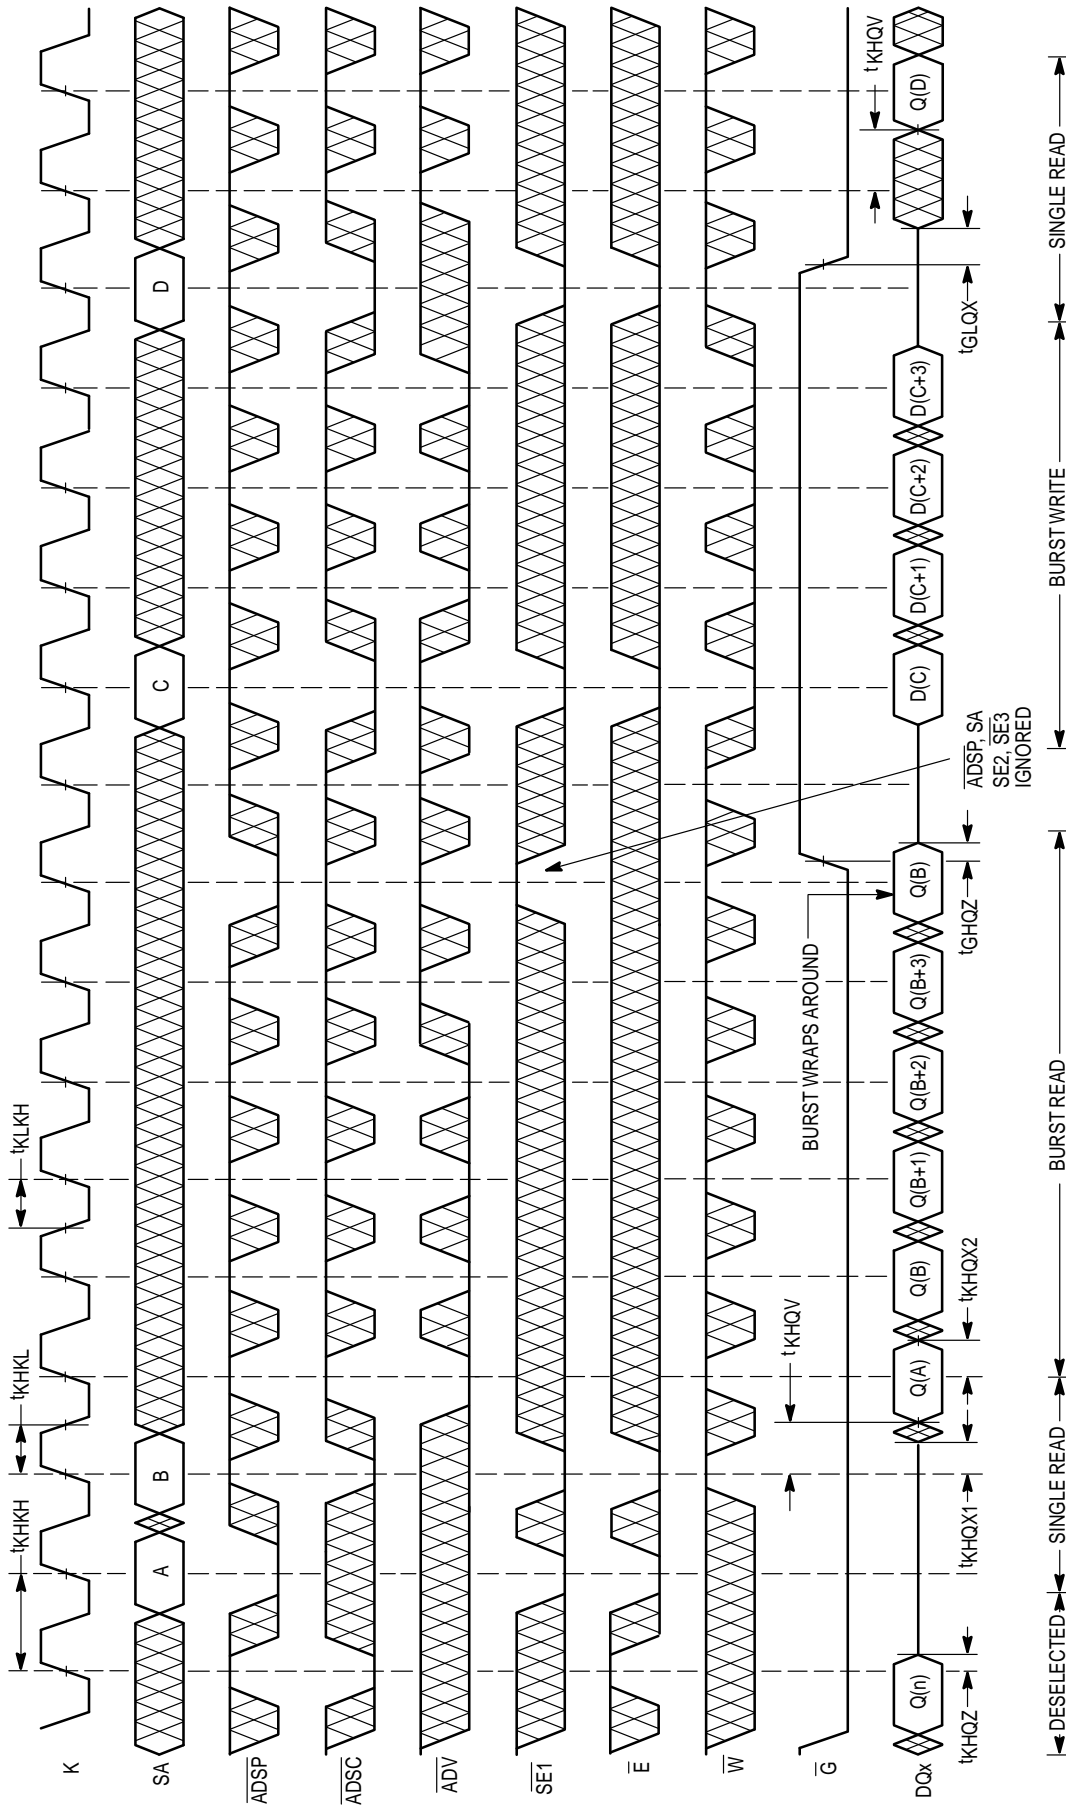 tKHKH
tKHKL
tKLKH
K
SA
A
B
C
D
ADSP
ADSC
ADV
SE1
E
W
tKHQV
BURST WRAPS AROUND
ADSP, SA
SE2, SE3
IGNORED
tKHQV
G
DQx
Q(n)
Q(A)
Q(B)
Q(B+1)
Q(B+2)
Q(B+3)
Q(B)
D(C)
D(C+1)
D(C+2)
D(C+3)
Q(D)
tKHQZ
tKHQX1
tKHQX2
tGHQZ
tGLQX
DESELECTED
SINGLE READ
BURST READ
BURST WRITE
SINGLE READ